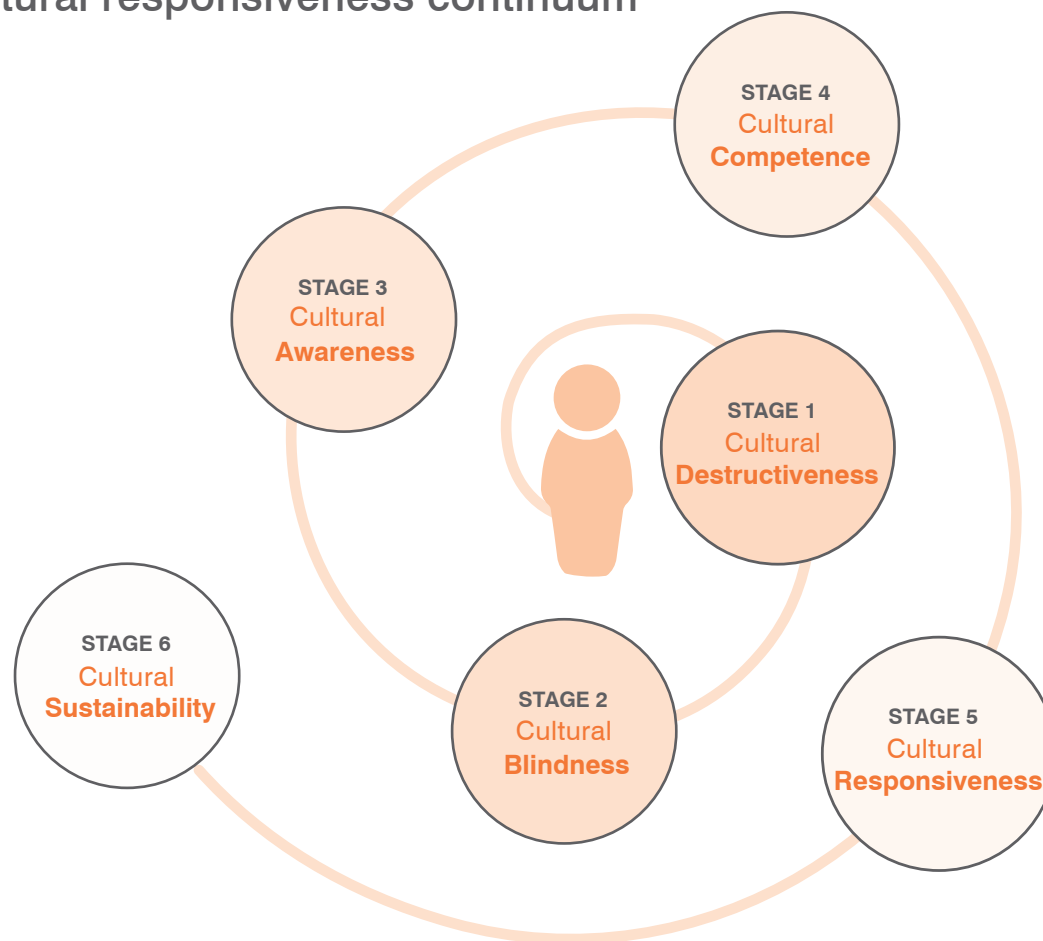 tural responsiveness continuum
STAGE 4
Cultural
Competence
STAGE 3
Cultural
Awareness
STAGE 1
Cultural
Destructiveness
STAGE 6
Cultural
Sustainability
STAGE 2
Cultural
Blindness
STAGE 5
Cultural
Responsiveness